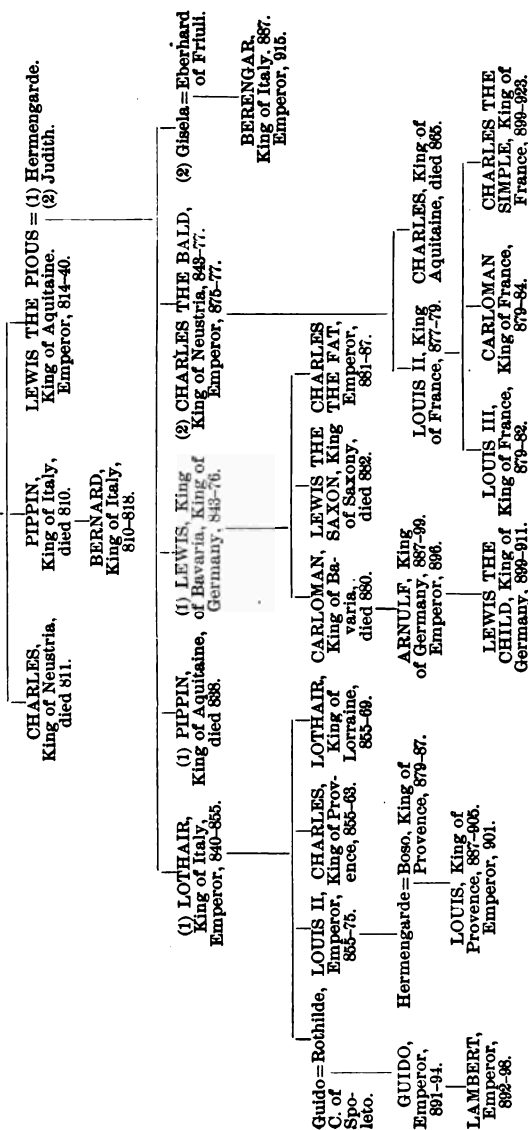 CHARLES,
King of Neustria,
died 811.
PIPPIN,
King of Italy,
died 810.
BERNARD,
King of Italy,
810–818.
LEWIS THE PIOUS = (1) Hermengarde.
King of Aquitaine. (2) Judith.
Emperor, 814–40.
(1) LOTHAIR,
King of Italy,
Emperor, 840–855.
(1) PIPPIN,
King of Aquitaine,
died 838.
(1) LEWIS, King
of Bavaria, King of
Germany, 843–76.
(2) CHARLES THE BALD,
King of Neustria, 843–77.
Emperor, 875–77.
(2) Gisela = Eberhard
of Friuli.
BERENGAR,
King of Italy. 887.
Emperor, 915.
Guido = Rothilde,
C. of
Spo-
leto.
LOUIS II,
Emperor,
855–75.
CHARLES,
King of Prov-
ence, 855–63.
LOTHAIR,
King of
Lorraine,
855–69.
CARLOMAN,
King of Ba-
varia,
died 880.
LEWIS THE
SAXON, King
of Saxony,
died 882.
CHARLES
THE FAT,
Emperor,
881–87.
LOUIS II, King
of France, 877–79.
CHARLES, King of
Aquitaine, died 865.
GUIDO,
Emperor,
891–94.
Hermengarde = Boso, King of
Provence, 879–87.
ARNULF, King
of Germany, 887–99.
Emperor, 896.
LAMBERT,
Emperor,
892–98.
LOUIS, King of
Provence, 887–905.
Emperor, 901.
LEWIS THE
CHILD, King of
Germany, 899–911.
LOUIS III,
King of France,
879–82.
CARLOMAN
King of France,
879–84.
CHARLES THE
SIMPLE, King of
France, 899–923.